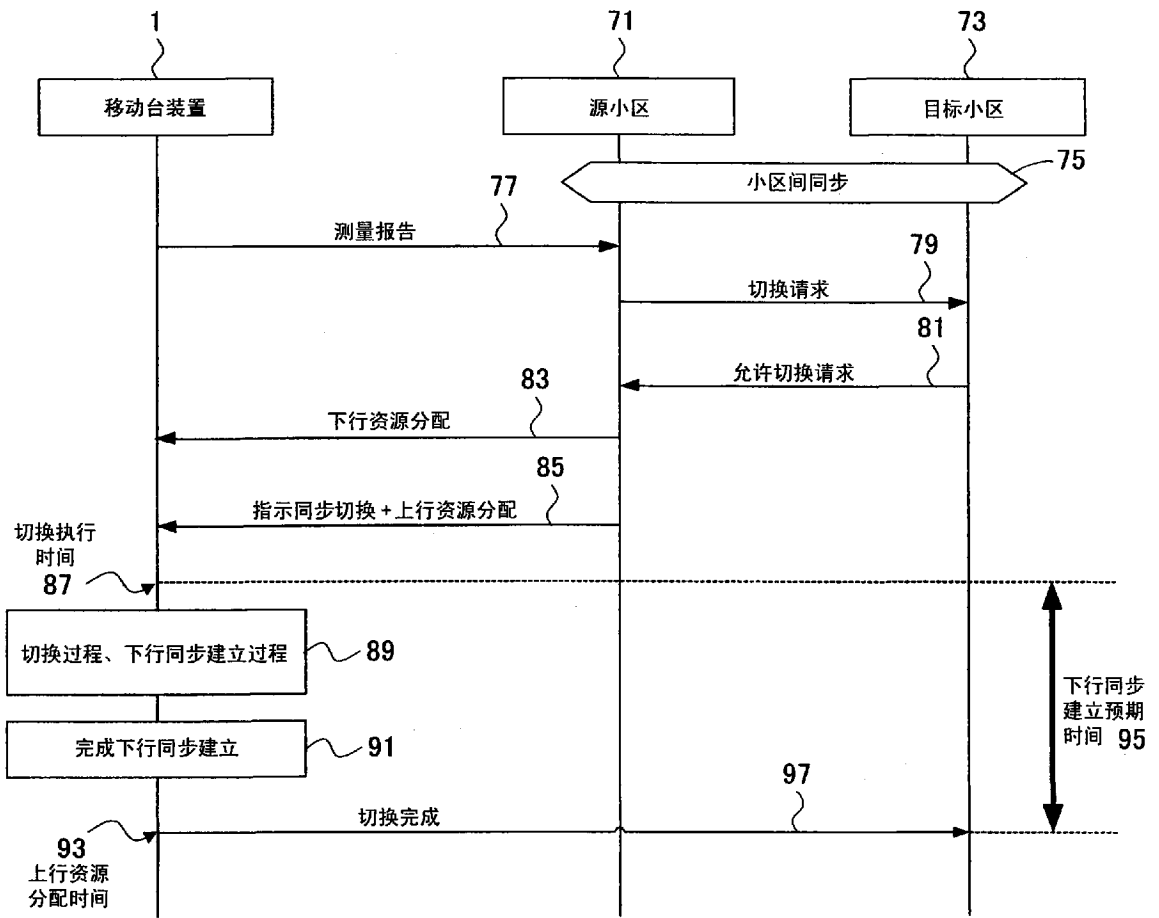 1
71
73
移动台装置
源小区
目标小区
75
小区间同步
77
测量报告
79
切换请求
81
允许切换请求
83
下行资源分配
85
指示同步切换+上行资源分配
切换执行
时间
87
切换过程、下行同步建立过程
89
下行同步
建立预期
时间 95
完成下行同步建立
91
97
切换完成
93
上行资源
分配时间